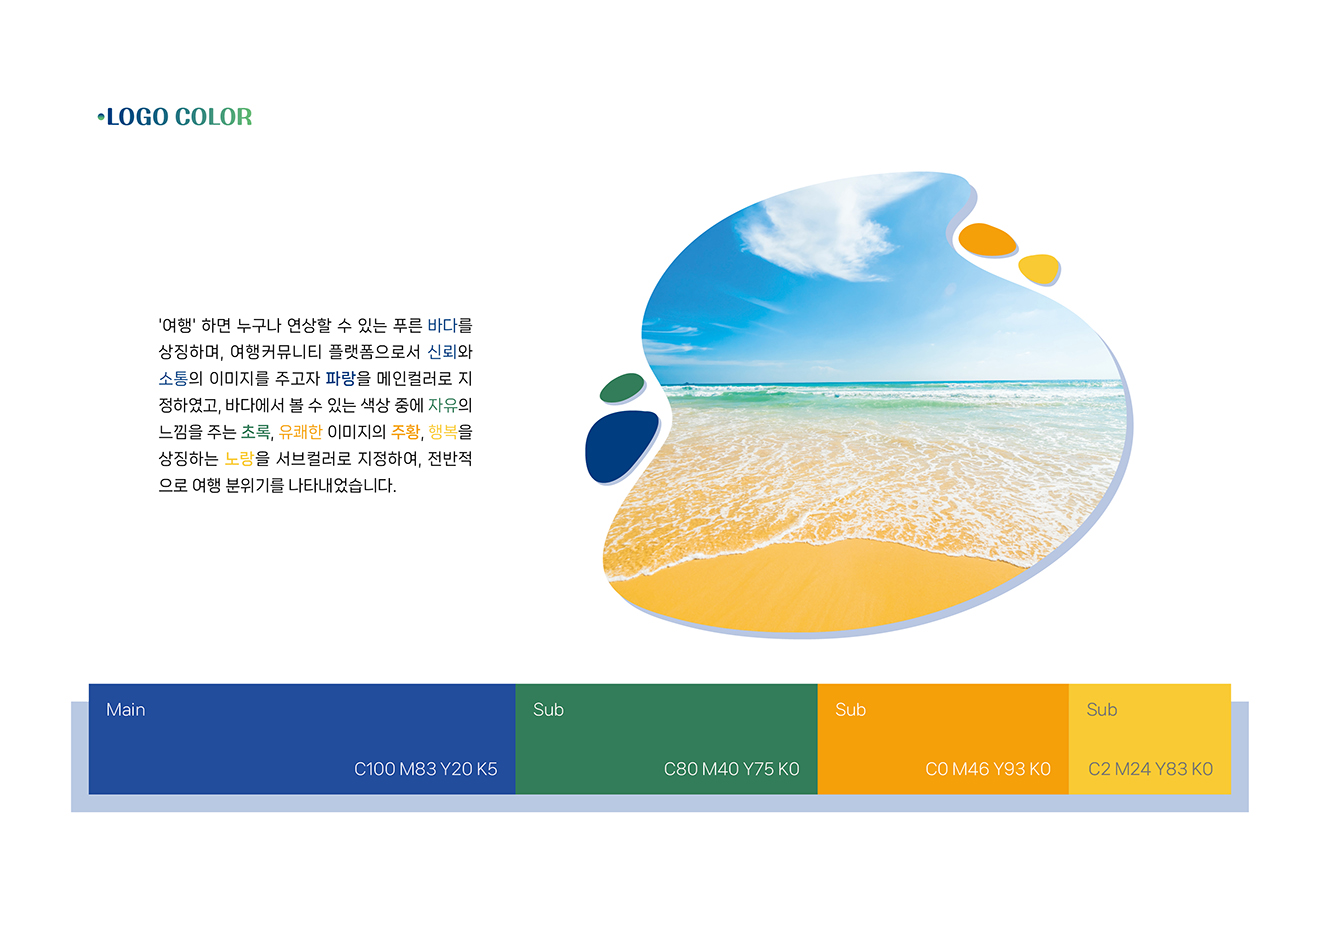 •LOGO COLOR
'여행' 하면 누구나 연상할 수 있는 푸른 바다를
상징하며, 여행커뮤니티 플랫폼으로서 신뢰와
소통의 이미지를 주고자 파랑을 메인컬러로 지
정하였고, 바다에서 볼 수 있는 색상 중에 자유의
느낌을 주는 초록, 유쾌한 이미지의 주황, 행복을
상징하는 노랑을 서브컬러로 지정하여, 전반적
으로 여행 분위기를 나타내었습니다.
Main
C100 M83 Y20 K5
Sub
C80 M40 Y75 K0
Sub
C0 M46 Y93 K0
Sub
C2 M24 Y83 K0